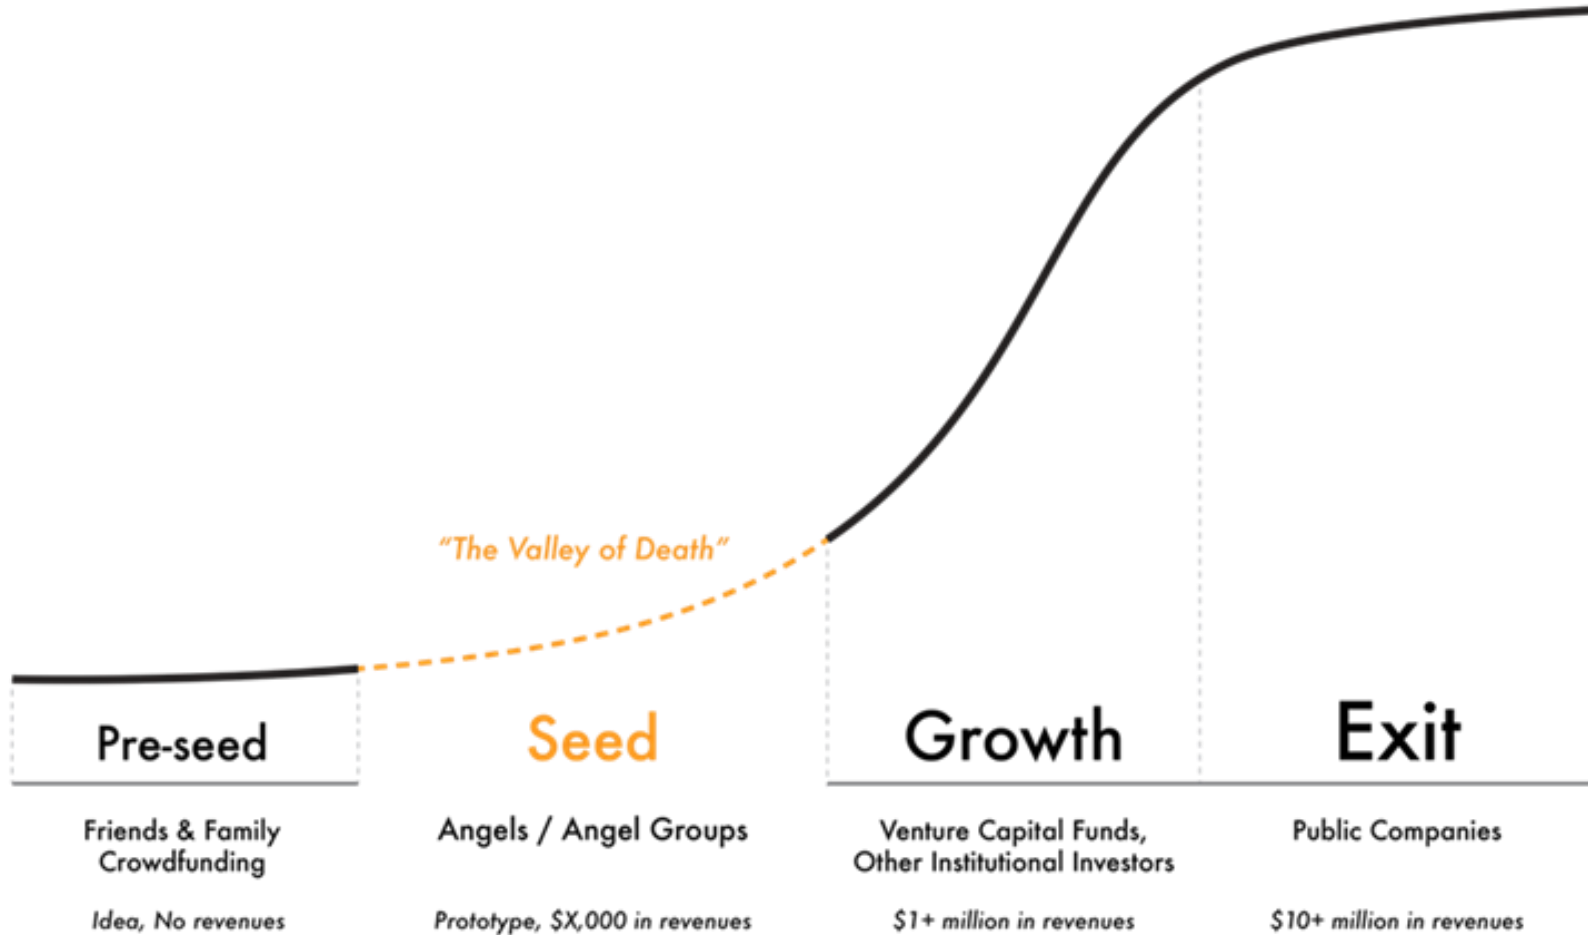 "The Valley of Death"
Pre-seed
Seed
Growth
Exit
Friends & Family
Crowdfunding
Angels / Angel Groups
Venture Capital Funds,
Other Institutional Investors
Public Companies
Idea, No revenues
Prototype, $X,000 in revenues
$1+ million in revenues
$10+ million in revenues